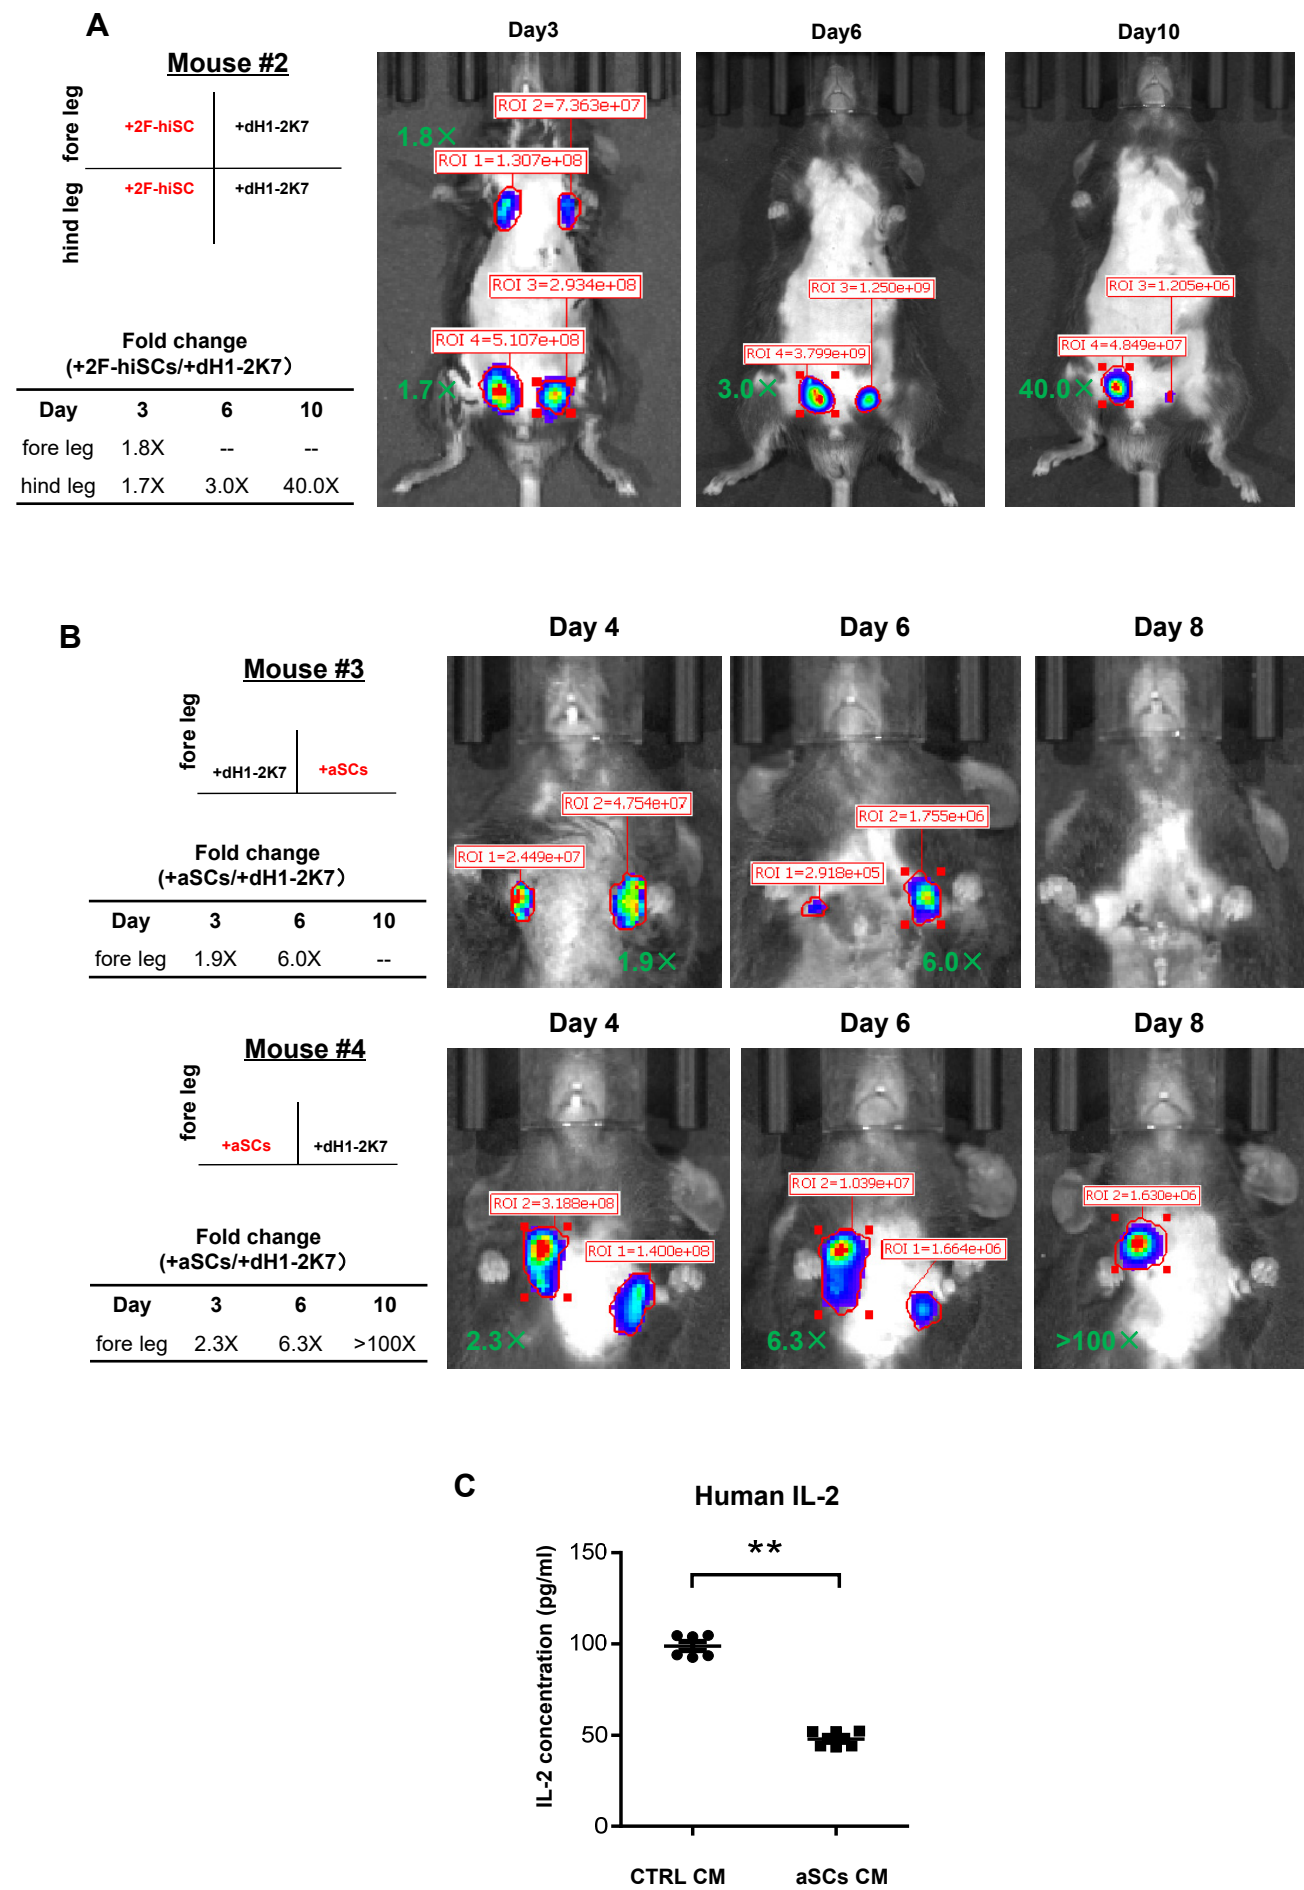 A
Mouse #2
fore leg
+2F-hiSC
+dH1-2K7
hind leg
+2F-hiSC
+dH1-2K7
Fold change
(+2F-hiSCs/+dH1-2K7)
Day 3 6 10
fore leg 1.8X -- --
hind leg 1.7X 3.0X 40.0X
Day3
ROI 2=7.363e+07
1.8×
ROI 1=1.307e+08
ROI 3=2.934e+08
ROI 4=5.107e+08
1.7×
Day6
ROI 3=1.250e+09
ROI 4=3.799e+09
3.0×
Day10
ROI 3=1.205e+06
ROI 4=4.849e+07
40.0×
B
Mouse #3
fore leg
+dH1-2K7
+aSCs
Fold change
(+aSCs/+dH1-2K7)
Day 3 6 10
fore leg 1.9X 6.0X --
Day 4
ROI 2=4.754e+07
ROI 1=2.449e+07
1.9×
Day 6
ROI 2=1.755e+06
ROI 1=2.918e+05
6.0×
Day 8
Mouse #4
fore leg
+aSCs
+dH1-2K7
Fold change
(+aSCs/+dH1-2K7)
Day 3 6 10
fore leg 2.3X 6.3X >100X
Day 4
ROI 2=3.188e+08
ROI 1=1.400e+08
2.3×
Day 6
ROI 2=1.039e+07
ROI 1=1.664e+06
6.3×
Day 8
ROI 2=1.630e+06
>100×
C
Human IL-2
IL-2 concentration (pg/ml)
150
100
50
0
**
CTRL CM
aSCs CM